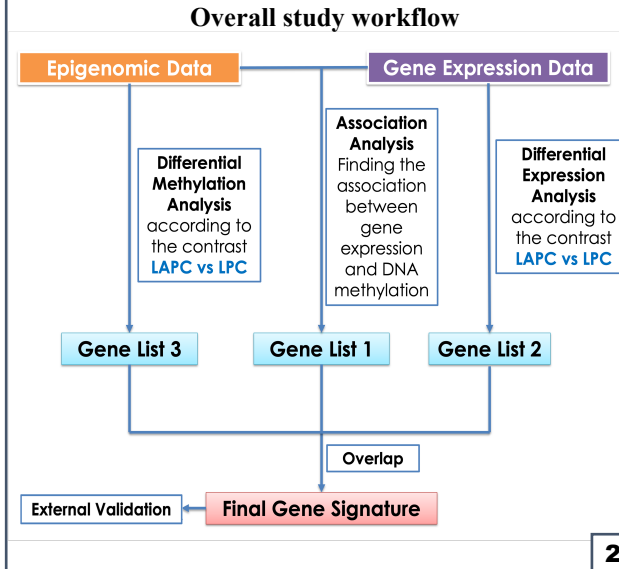 Overall study workflow
Epigenomic Data
Gene Expression Data
Differential
Methylation
Analysis
according to
the contrast
LAPC vs LPC
Association
Analysis
Finding the
association
between
gene
expression
and DNA
methylation
Differential
Expression
Analysis
according to
the contrast
LAPC vs LPC
Gene List 3
Gene List 1
Gene List 2
Overlap
External Validation
Final Gene Signature
2